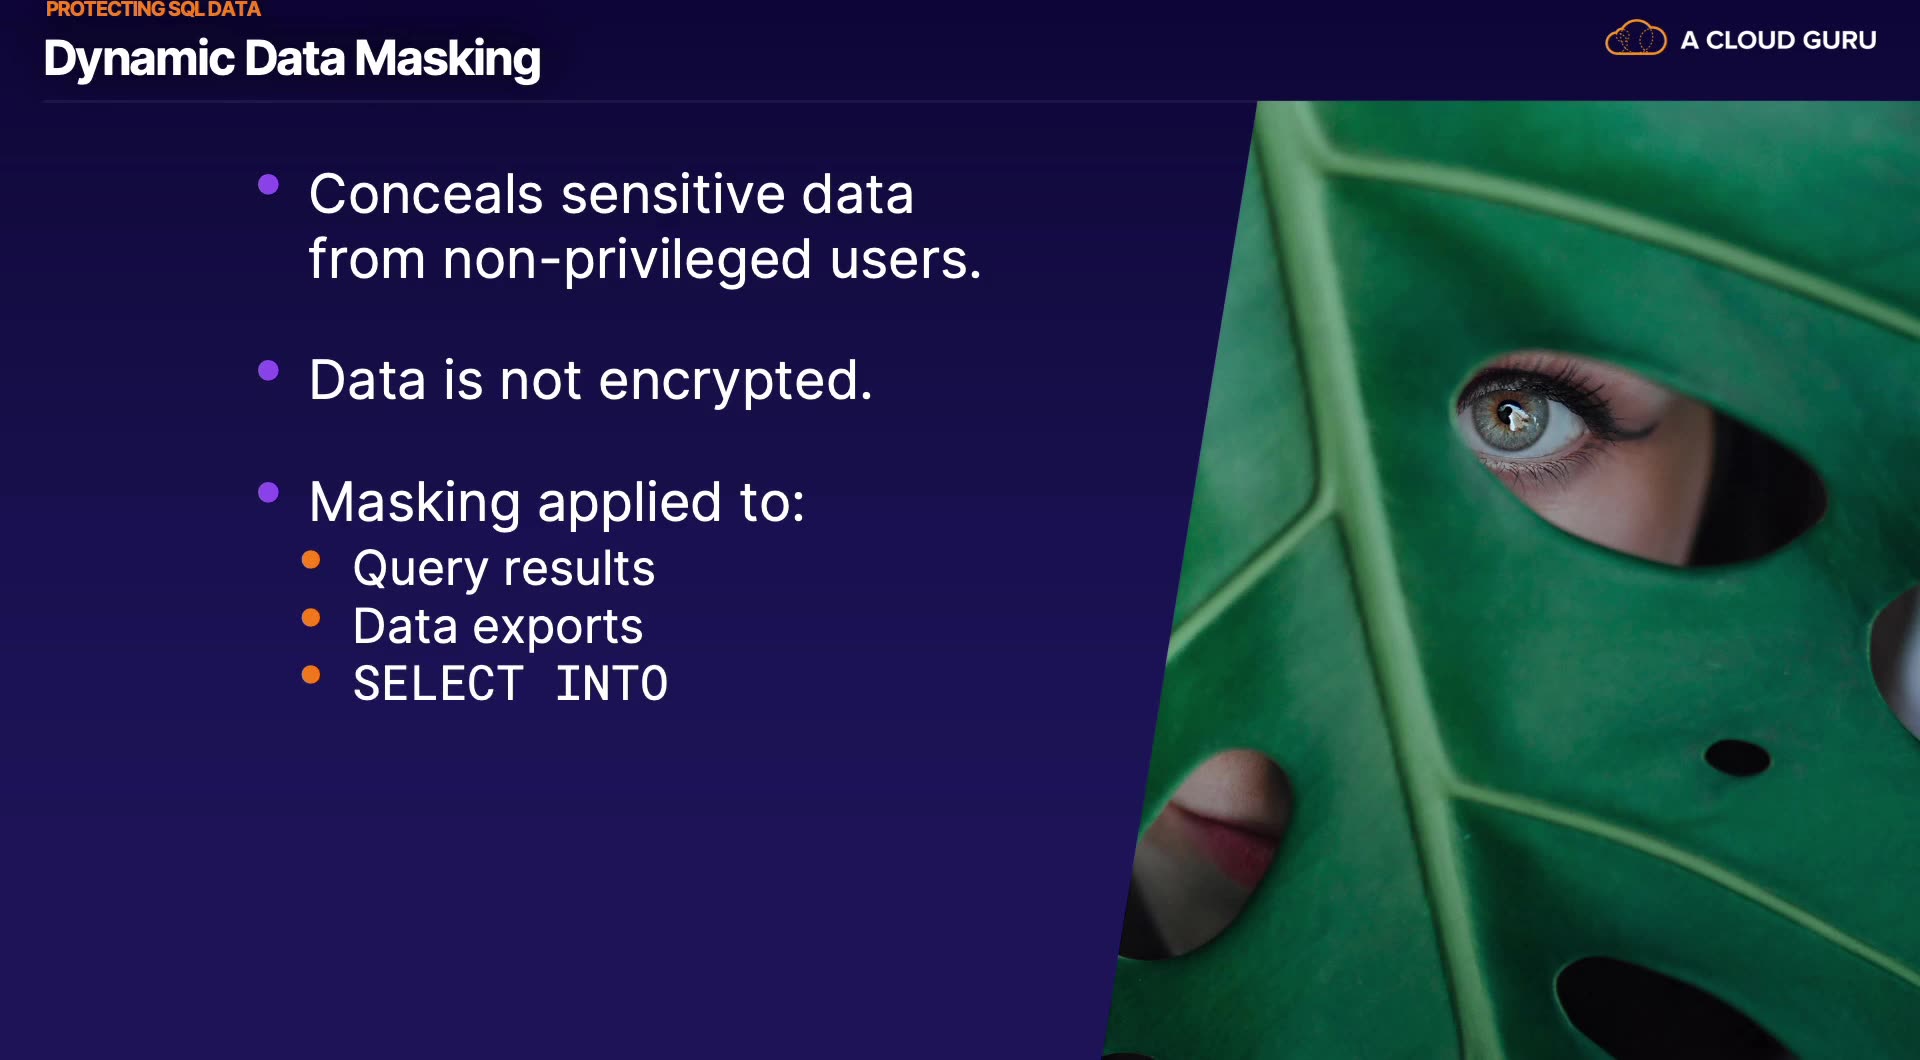 PROTECTING SQL DATA
Dynamic Data Masking
A CLOUD GURU
Conceals sensitive data
from non-privileged users.
Data is not encrypted.
Masking applied to:
Query results
Data exports
SELECT INTO